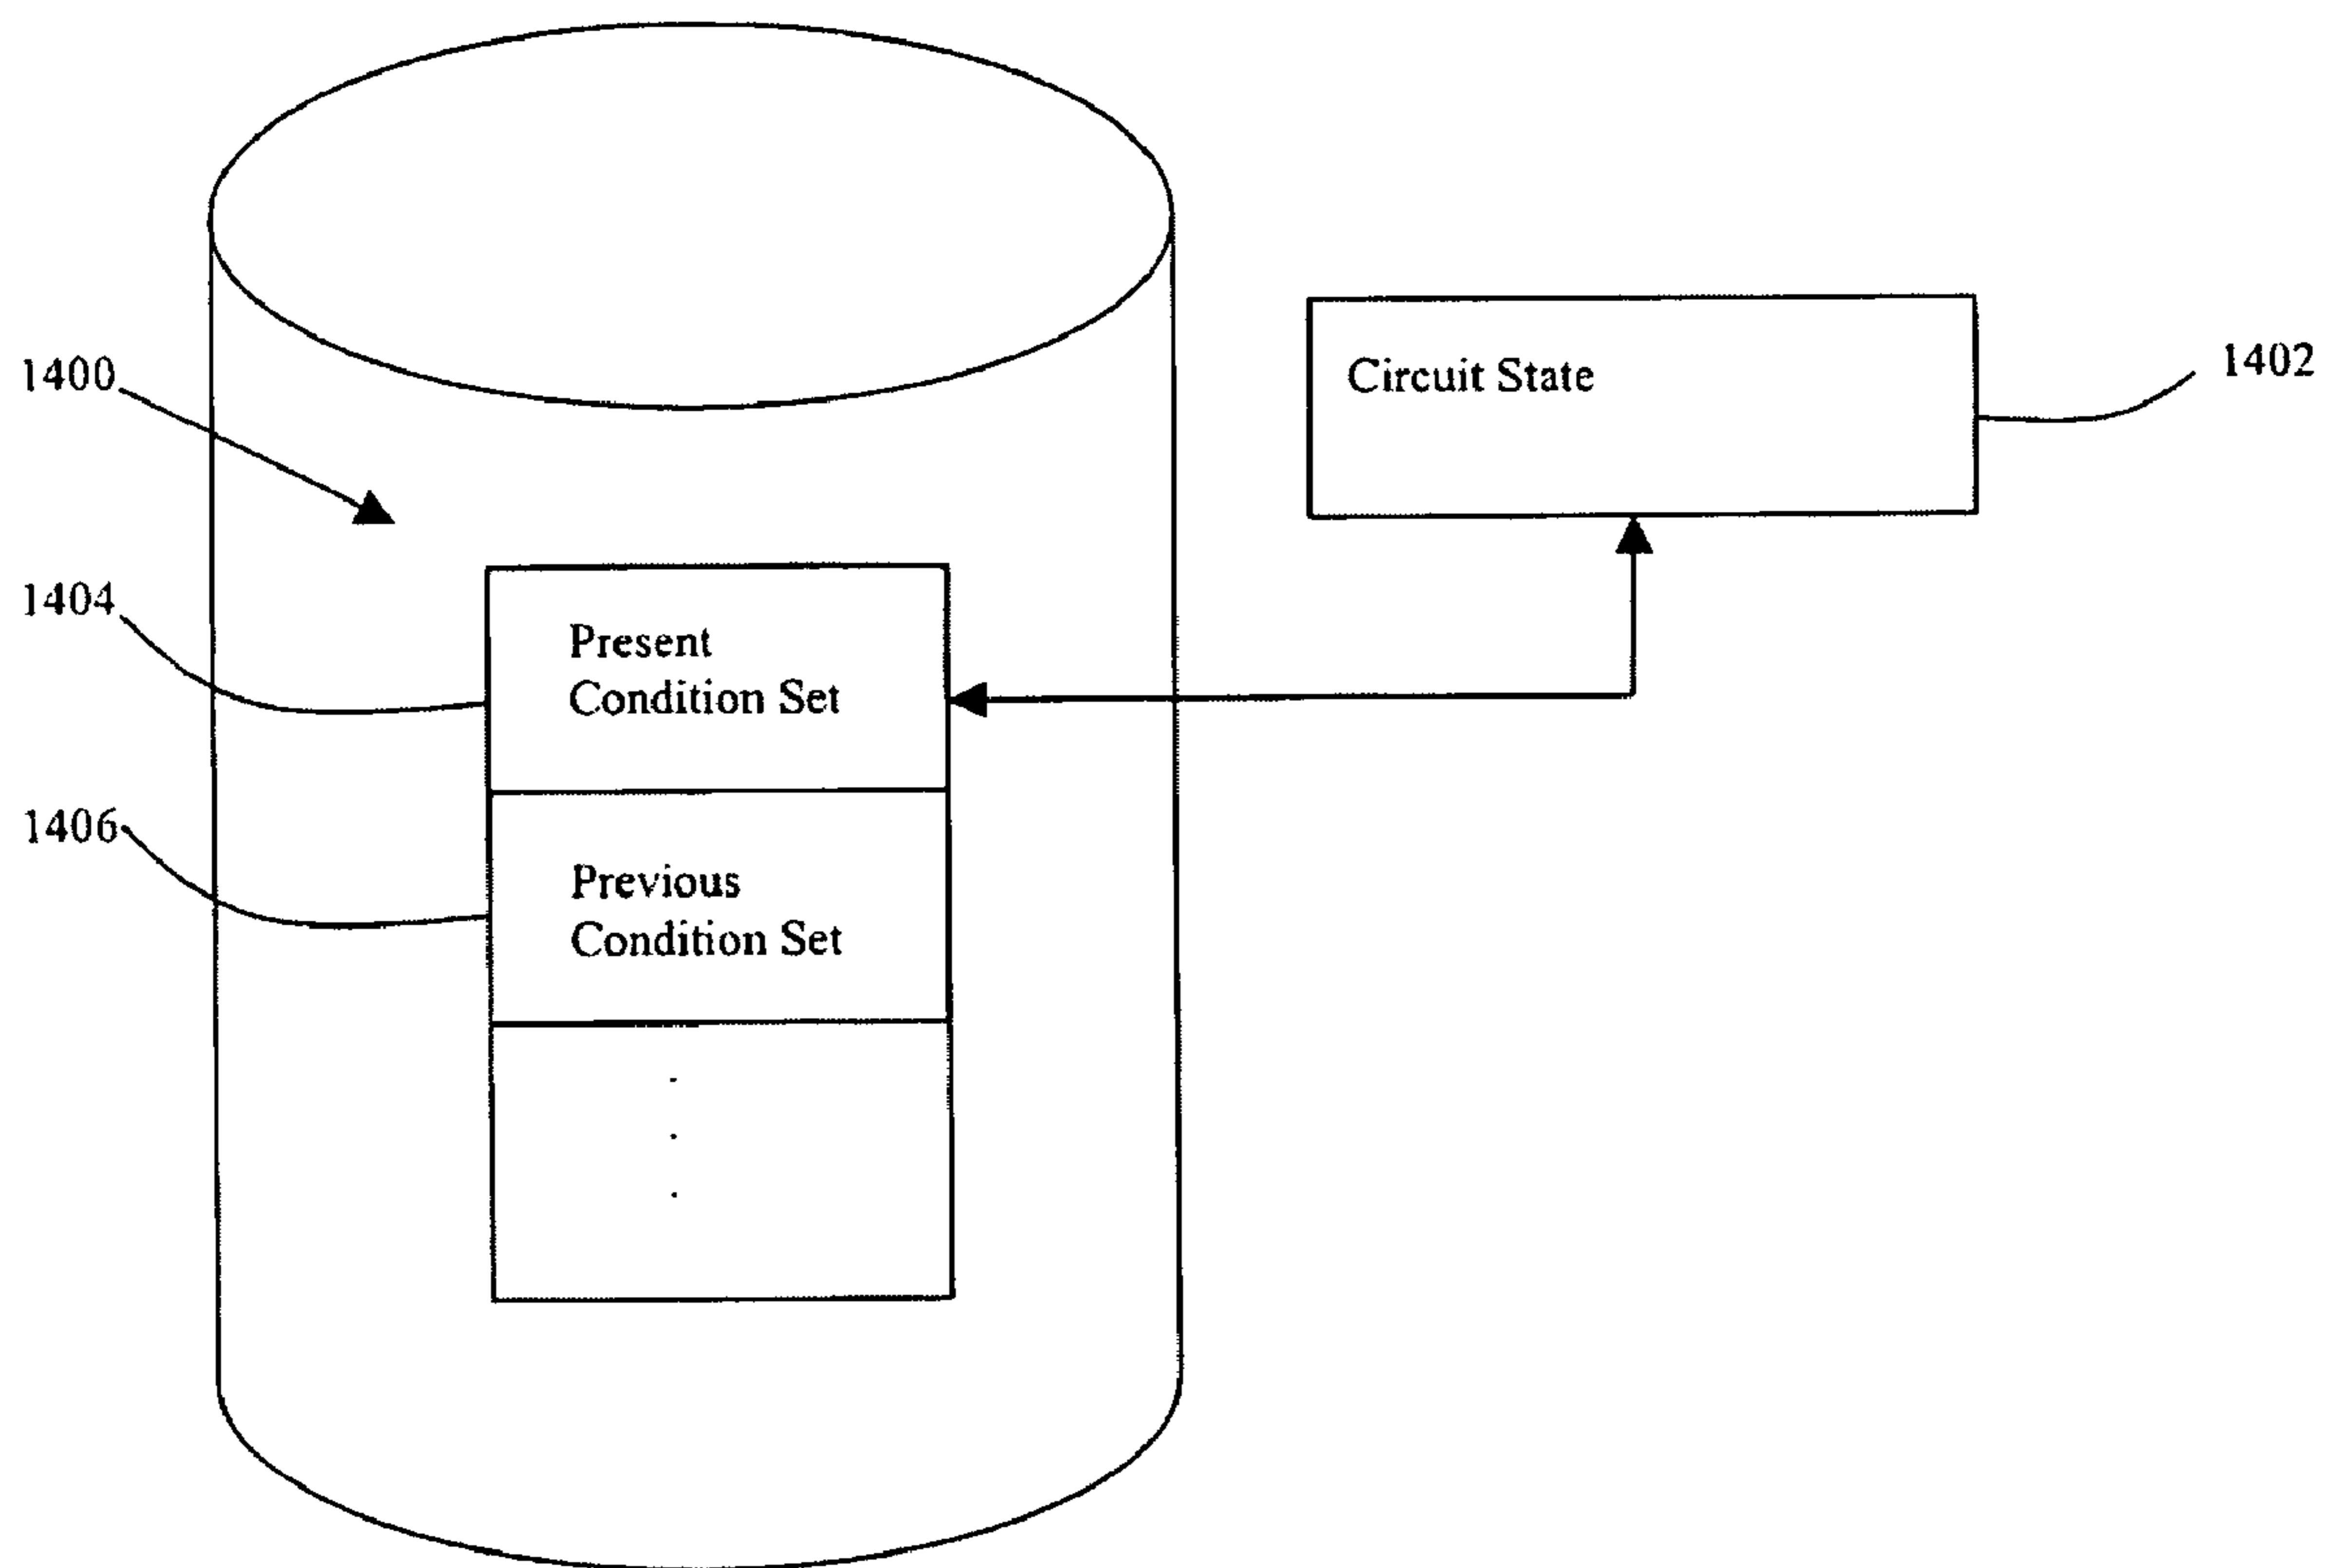 1400
Circuit State
1402
1404
Present
Condition Set
1406
Previous
Condition Set
.
.
.